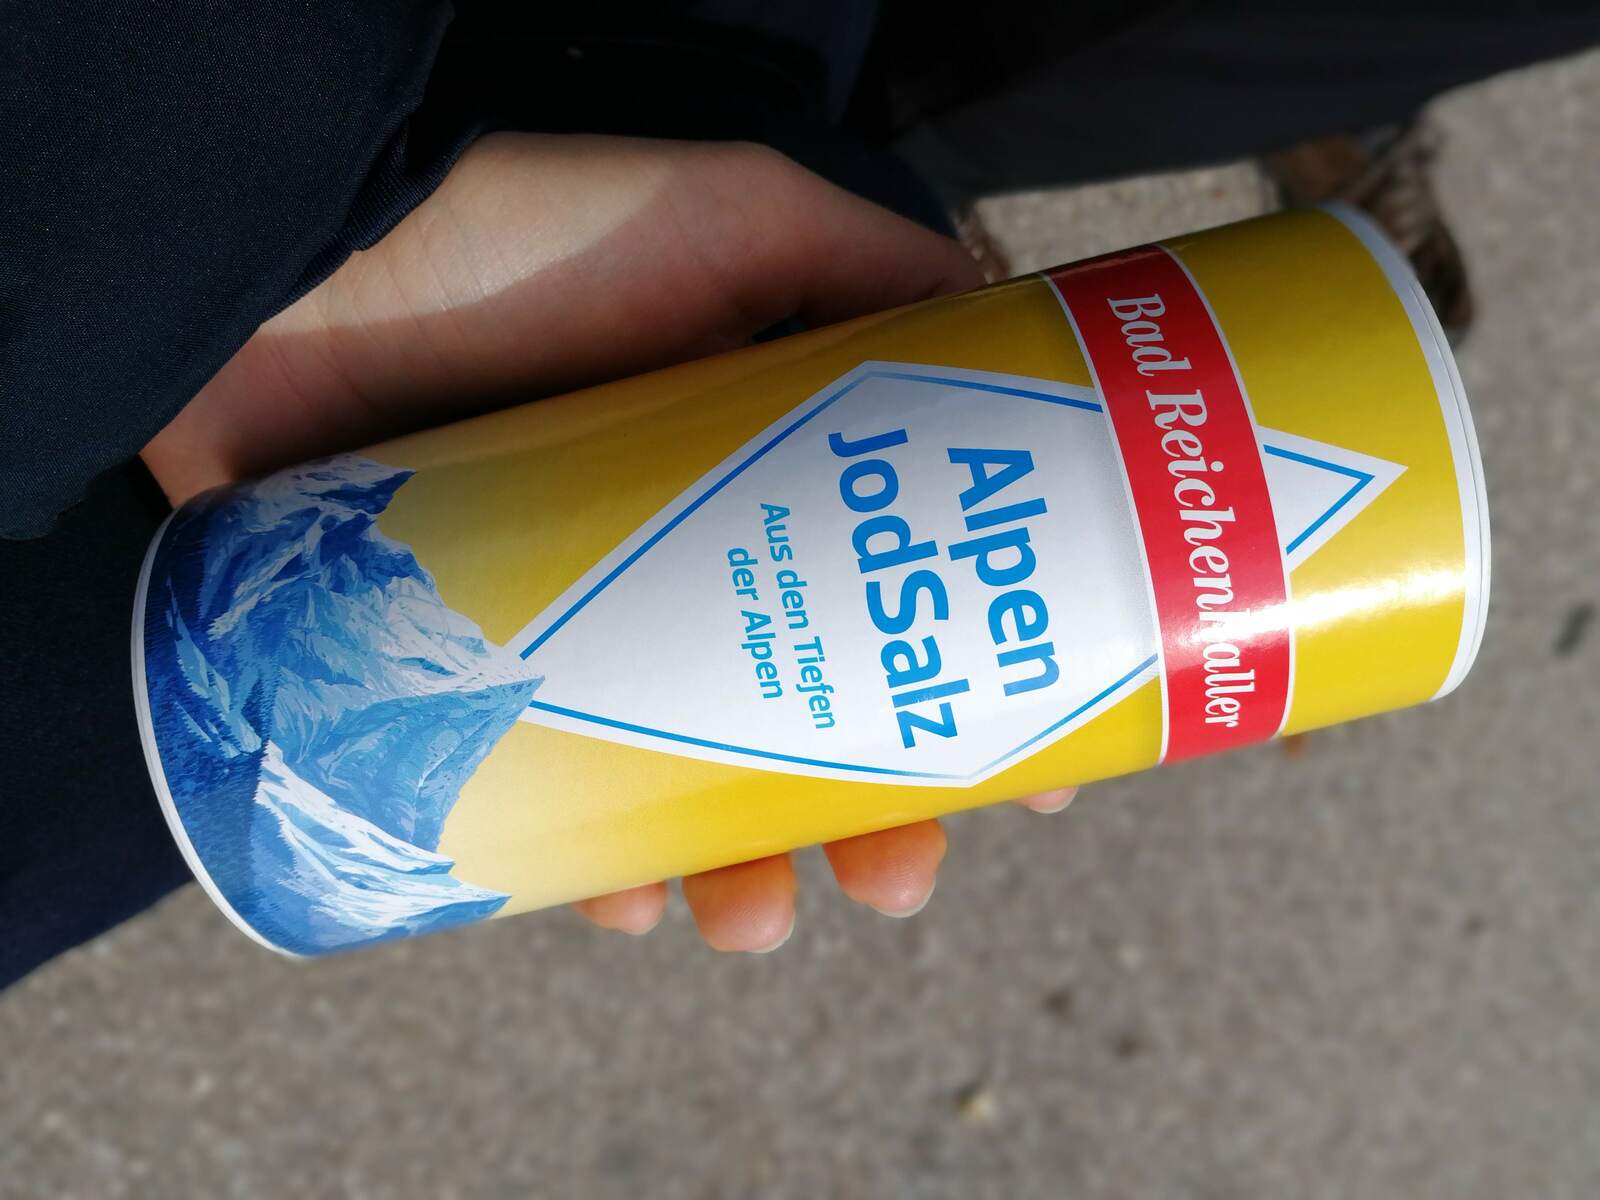 Bad Reichenhaller
Alpen
JodSalz
Aus den Tiefen
der Alpen